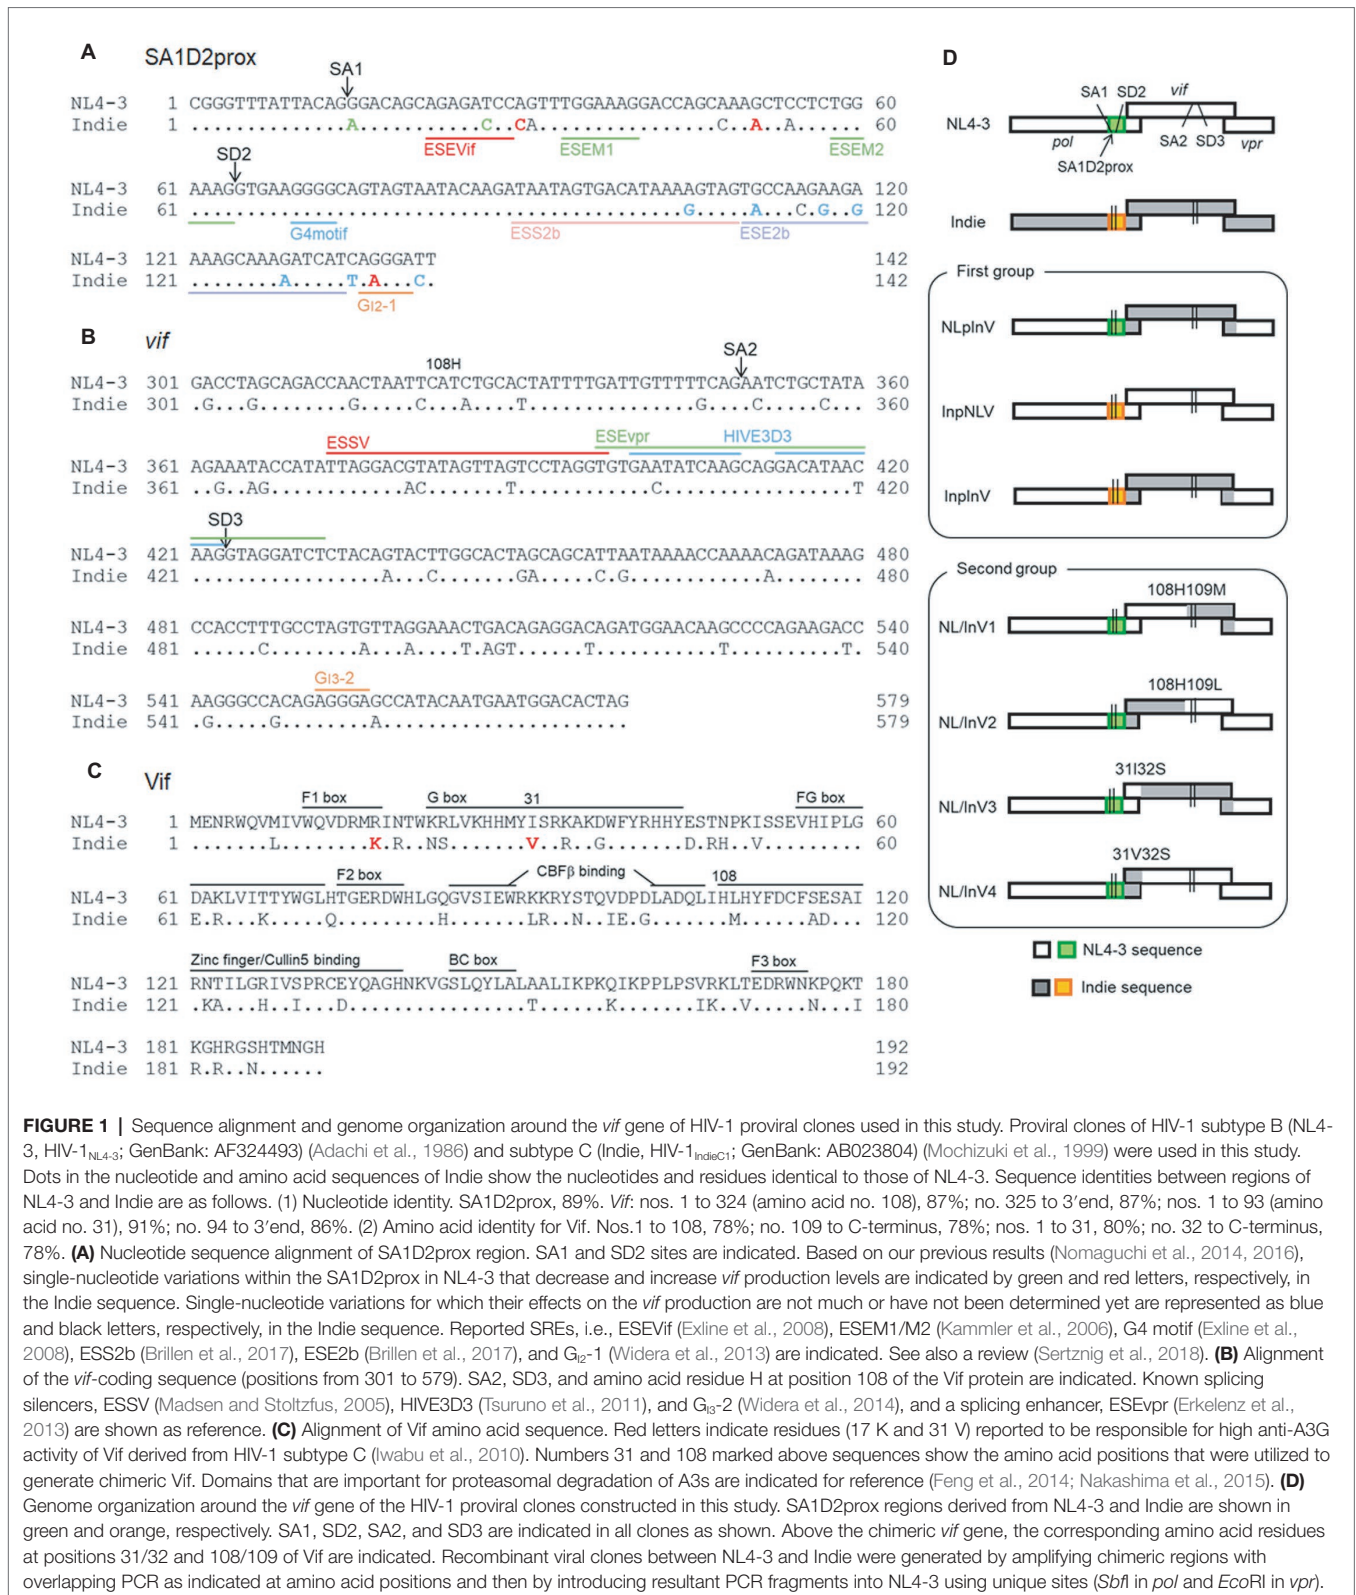 A
SA1D2prox
SA1
NL4-3 1 CGGGTTTATTACAGGGACAGCAGAGATCCAGTTTGGAAAGGACCAGCAAAGCTCCTCTGG 60
Indie 1 ..............A...........C..CA................C..A..A...... 60
ESEVif
ESEM1
ESEM2
SD2
NL4-3 61 AAAGGTGAAGGGGCAGTAGTAATACAAGATAATAGTGACATAAAAGTAGTGCCAAGAAGA 120
Indie 61 ............................................G.....A...C.G..G 120
G4motif
ESS2b
ESE2b
NL4-3 121 AAAGCAAAGATCATCAGGGATT 142
Indie 121 ........A.....T.A...C. 142
GI2-1
B
vif
108H
SA2
NL4-3 301 GACCTAGCAGACCAACTAATTCATCTGCACTATTTTGATTGTTTTTCAGAATCTGCTATA 360
Indie 301 .G...G........G.....C...A....T...............G....C.....C... 360
ESSV
ESEvpr
HIVE3D3
NL4-3 361 AGAAATACCATATTAGGACGTATAGTTAGTCCTAGGTGTGAATATCAAGCAGGACATAAC 420
Indie 361 ..G..AG............AC........T............C.................T 420
SD3
NL4-3 421 AAGGTAGGATCTCTACAGTACTTGGCACTAGCAGCATTAATAAAACCAAAACAGATAAAG 480
Indie 421 .................A...C.......GA.....C.G............A........ 480
NL4-3 481 CCACCTTTGCCTAGTGTTAGGAAACTGACAGAGGACAGATGGAACAAGCCCCAGAAGACC 540
Indie 481 ......C........A...A....T.AGT......T...........T..........T. 540
GI3-2
NL4-3 541 AAGGGCCACAGAGGGAGCCATACAATGAATGGACACTAG 579
Indie 541 .G.....G........A...................... 579
C
Vif
F1 box
G box
31
FG box
NL4-3 1 MENRWQVMIVWQVDRMRINTWKRLVKHHMYISRKAKDWFYRHHYESTNPKISSEVHIPLG 60
Indie 1 .......L........K.R..NS.......V..R..G.......D.RH..V......... 60
F2 box
CBFβ binding
108
NL4-3 61 DAKLVITTYWGLHTGERDWHLGQGVSIEWRKKRYSTQVDPDLADQLIHLHYFDCFSESAI 120
Indie 61 E.R...K.....Q.........H.......LR..N..IE.G.......M......AD... 120
Zinc finger/Cullin5 binding
BC box
F3 box
NL4-3 121 RNTILGRIVSPRCEYQAGHNKVGSLQYLALAALIKPKQIKPPLPSVRKLTEDRWNKPQKT 180
Indie 121 .KA...H..I...D................T......K.......IK..V.....N...I 180
NL4-3 181 KGHRGSHTMNGH 192
Indie 181 R.R..N...... 192
D
SA1 SD2 vif
NL4-3
pol SA2 SD3 vpr
SA1D2prox
Indie
First group
NLpInV
InpNLV
InpInV
Second group
108H109M
NL/InV1
108H109L
NL/InV2
31I32S
NL/InV3
31V32S
NL/InV4
NL4-3 sequence
Indie sequence
FIGURE 1 | Sequence alignment and genome organization around the vif gene of HIV-1 proviral clones used in this study. Proviral clones of HIV-1 subtype B (NL4-
3, HIV-1NL4-3; GenBank: AF324493) (Adachi et al., 1986) and subtype C (Indie, HIV-1IndieC1; GenBank: AB023804) (Mochizuki et al., 1999) were used in this study.
Dots in the nucleotide and amino acid sequences of Indie show the nucleotides and residues identical to those of NL4-3. Sequence identities between regions of
NL4-3 and Indie are as follows. (1) Nucleotide identity. SA1D2prox, 89%. Vif: nos. 1 to 324 (amino acid no. 108), 87%; no. 325 to 3′end, 87%; nos. 1 to 93 (amino
acid no. 31), 91%; no. 94 to 3′end, 86%. (2) Amino acid identity for Vif. Nos.1 to 108, 78%; no. 109 to C-terminus, 78%; nos. 1 to 31, 80%; no. 32 to C-terminus,
78%. (A) Nucleotide sequence alignment of SA1D2prox region. SA1 and SD2 sites are indicated. Based on our previous results (Nomaguchi et al., 2014, 2016),
single-nucleotide variations within the SA1D2prox in NL4-3 that decrease and increase vif production levels are indicated by green and red letters, respectively, in
the Indie sequence. Single-nucleotide variations for which their effects on the vif production are not much or have not been determined yet are represented as blue
and black letters, respectively, in the Indie sequence. Reported SREs, i.e., ESEVif (Exline et al., 2008), ESEM1/M2 (Kammler et al., 2006), G4 motif (Exline et al.,
2008), ESS2b (Brillen et al., 2017), ESE2b (Brillen et al., 2017), and GI2-1 (Widera et al., 2013) are indicated. See also a review (Sertznig et al., 2018). (B) Alignment
of the vif-coding sequence (positions from 301 to 579). SA2, SD3, and amino acid residue H at position 108 of the Vif protein are indicated. Known splicing
silencers, ESSV (Madsen and Stoltzfus, 2005), HIVE3D3 (Tsuruno et al., 2011), and GI3-2 (Widera et al., 2014), and a splicing enhancer, ESEvpr (Erkelenz et al.,
2013) are shown as reference. (C) Alignment of Vif amino acid sequence. Red letters indicate residues (17 K and 31 V) reported to be responsible for high anti-A3G
activity of Vif derived from HIV-1 subtype C (Iwabu et al., 2010). Numbers 31 and 108 marked above sequences show the amino acid positions that were utilized to
generate chimeric Vif. Domains that are important for proteasomal degradation of A3s are indicated for reference (Feng et al., 2014; Nakashima et al., 2015). (D)
Genome organization around the vif gene of the HIV-1 proviral clones constructed in this study. SA1D2prox regions derived from NL4-3 and Indie are shown in
green and orange, respectively. SA1, SD2, SA2, and SD3 are indicated in all clones as shown. Above the chimeric vif gene, the corresponding amino acid residues
at positions 31/32 and 108/109 of Vif are indicated. Recombinant viral clones between NL4-3 and Indie were generated by amplifying chimeric regions with
overlapping PCR as indicated at amino acid positions and then by introducing resultant PCR fragments into NL4-3 using unique sites (SbfI in pol and EcoRI in vpr).